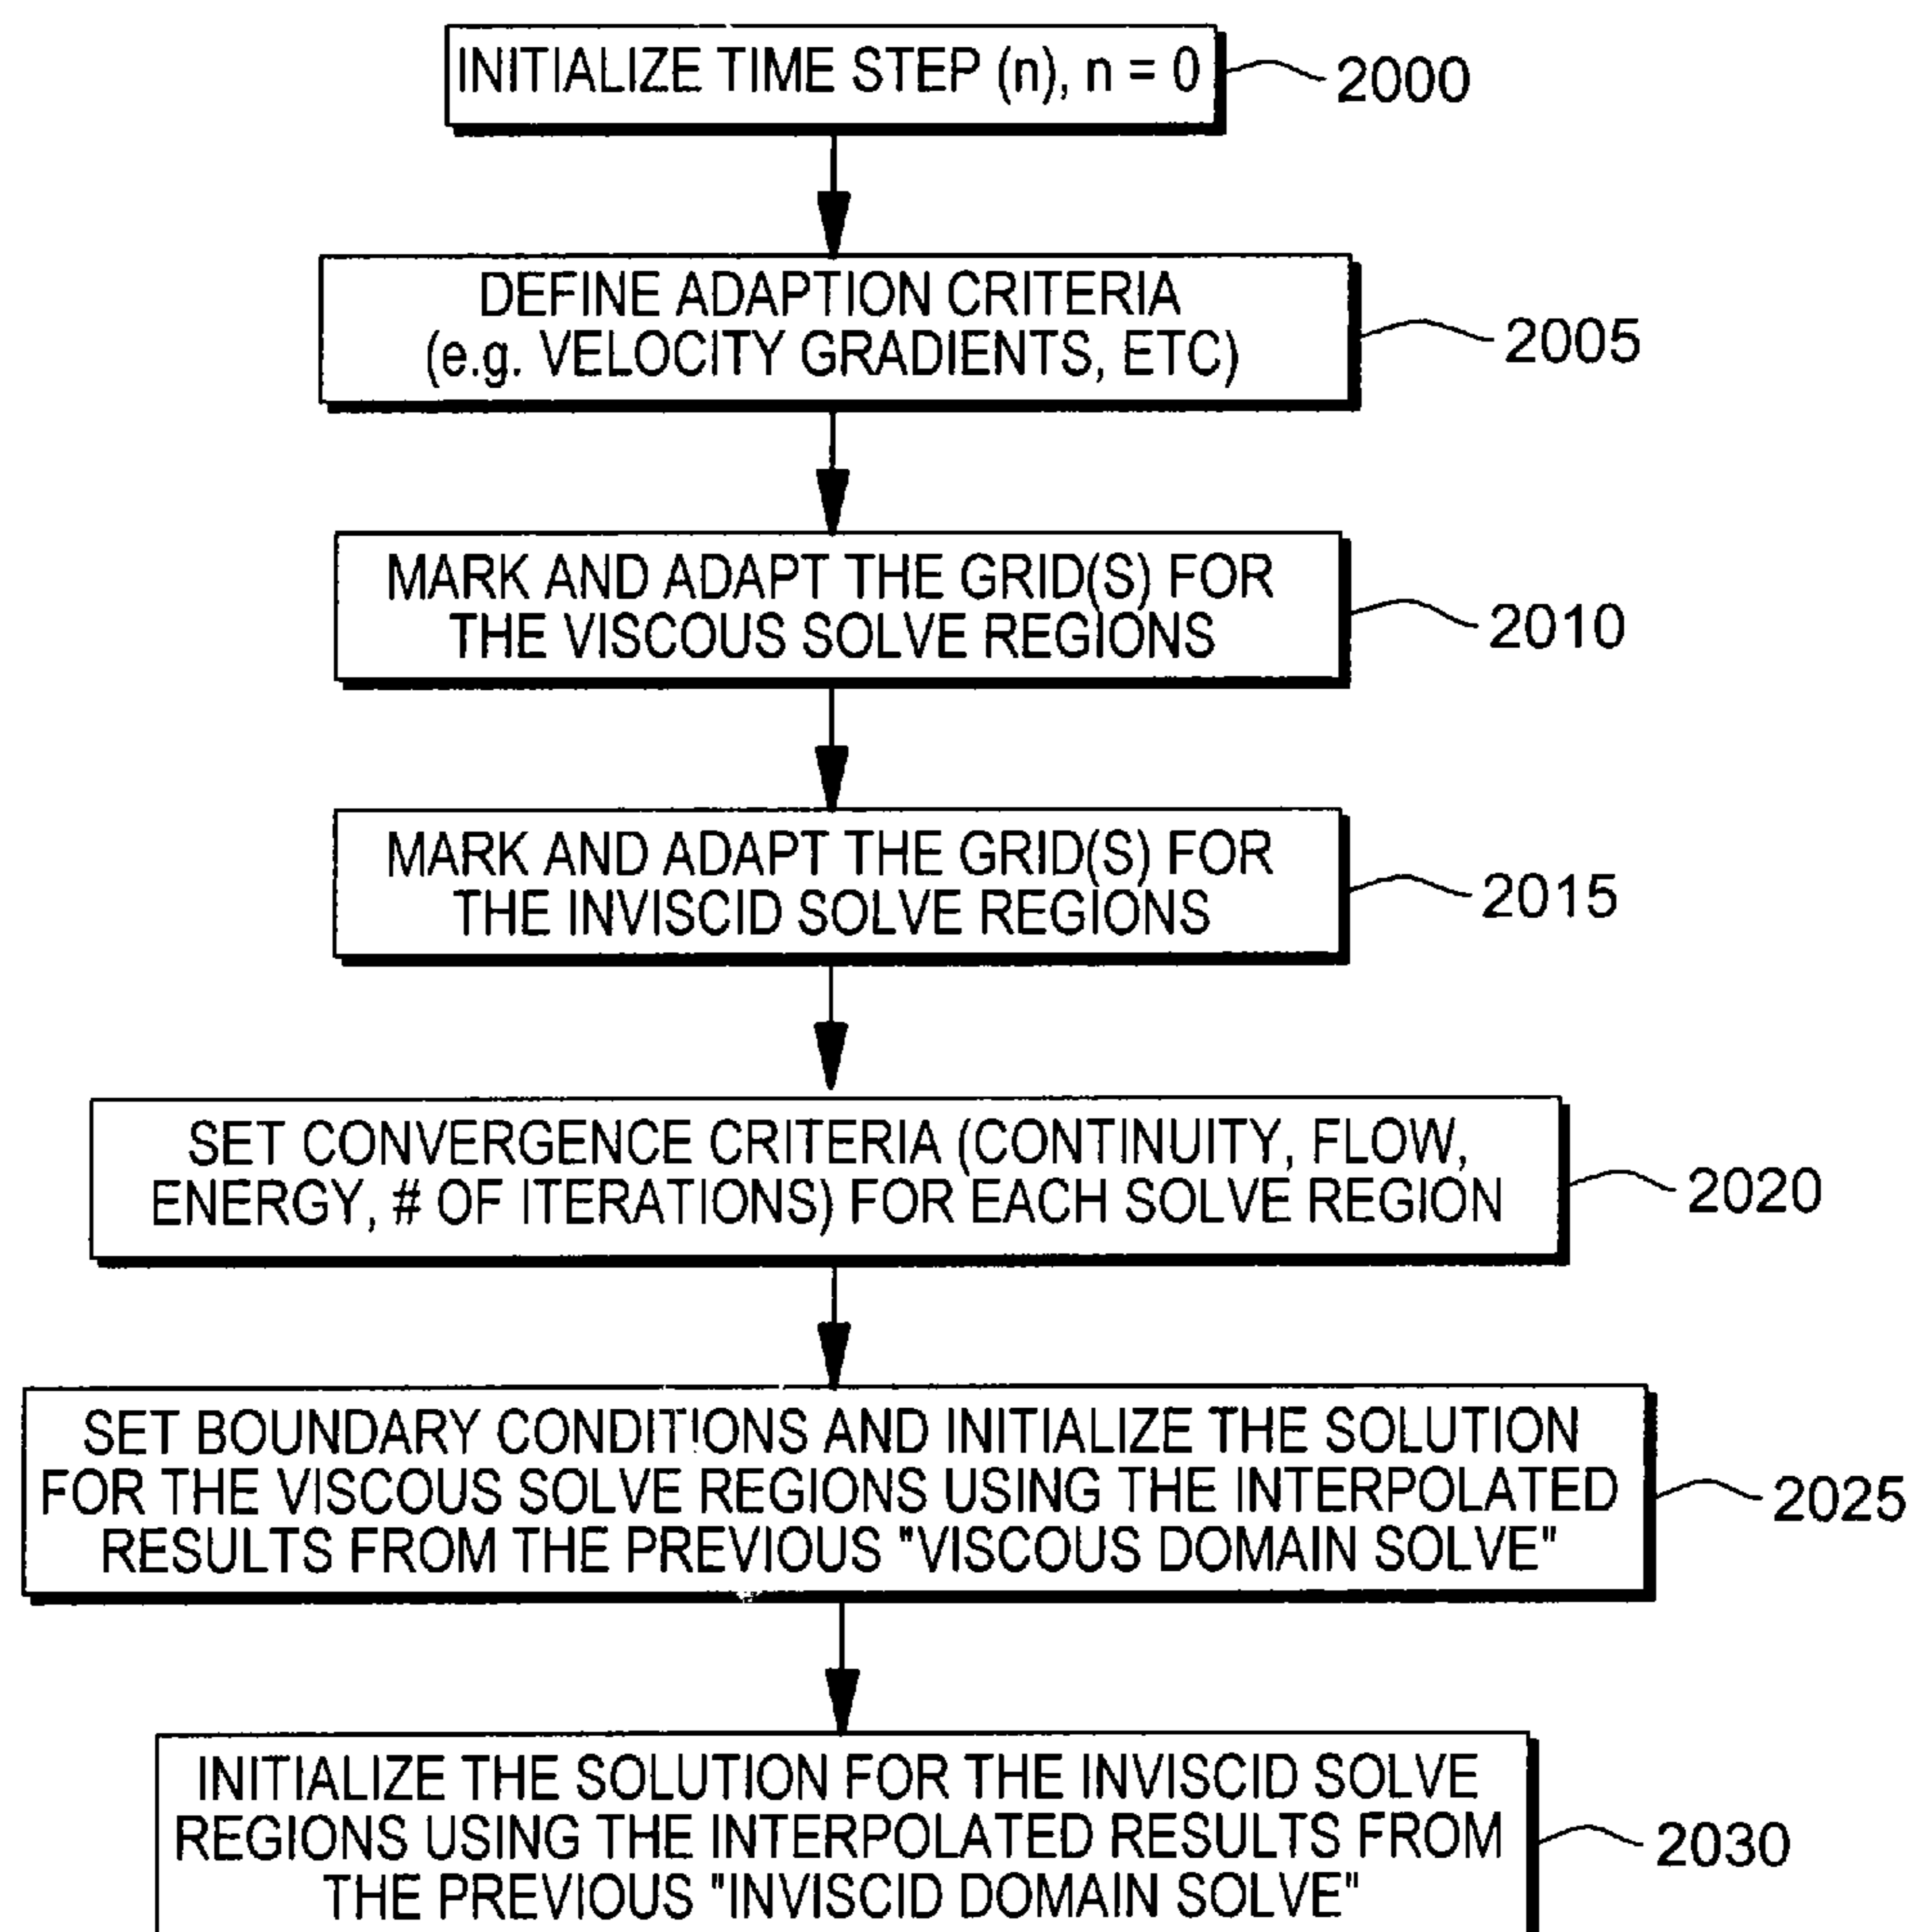 INITIALIZE TIME STEP (n), n = 0
2000
DEFINE ADAPTION CRITERIA
(e.g. VELOCITY GRADIENTS, ETC)
2005
MARK AND ADAPT THE GRID(S) FOR
THE VISCOUS SOLVE REGIONS
2010
MARK AND ADAPT THE GRID(S) FOR
THE INVISCID SOLVE REGIONS
2015
SET CONVERGENCE CRITERIA (CONTINUITY, FLOW,
ENERGY, # OF ITERATIONS) FOR EACH SOLVE REGION
2020
SET BOUNDARY CONDITIONS AND INITIALIZE THE SOLUTION
FOR THE VISCOUS SOLVE REGIONS USING THE INTERPOLATED
RESULTS FROM THE PREVIOUS "VISCOUS DOMAIN SOLVE"
2025
INITIALIZE THE SOLUTION FOR THE INVISCID SOLVE
REGIONS USING THE INTERPOLATED RESULTS FROM
THE PREVIOUS "INVISCID DOMAIN SOLVE"
2030